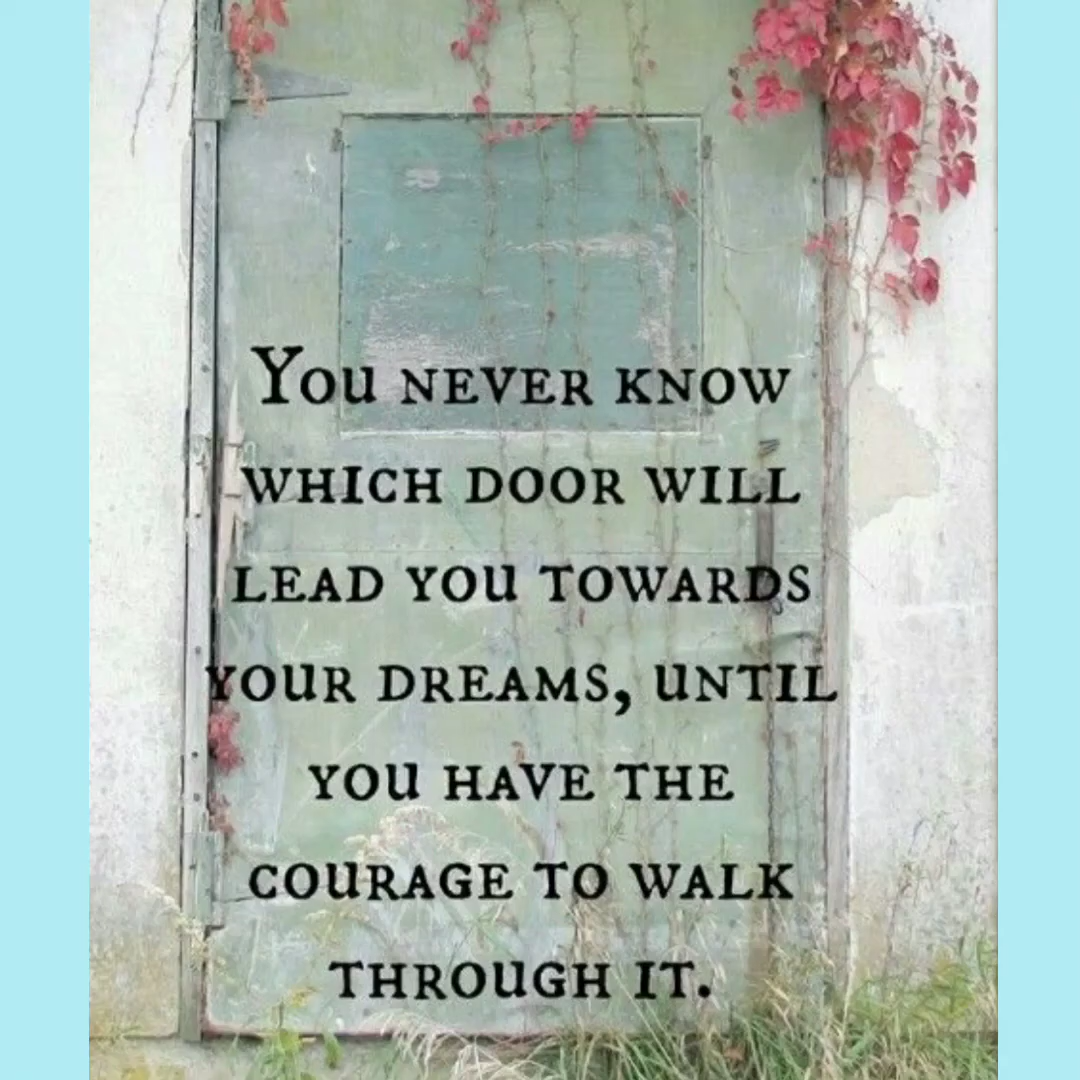 You never know
which door will
lead you towards
your dreams, until
you have the
courage to walk
through it.